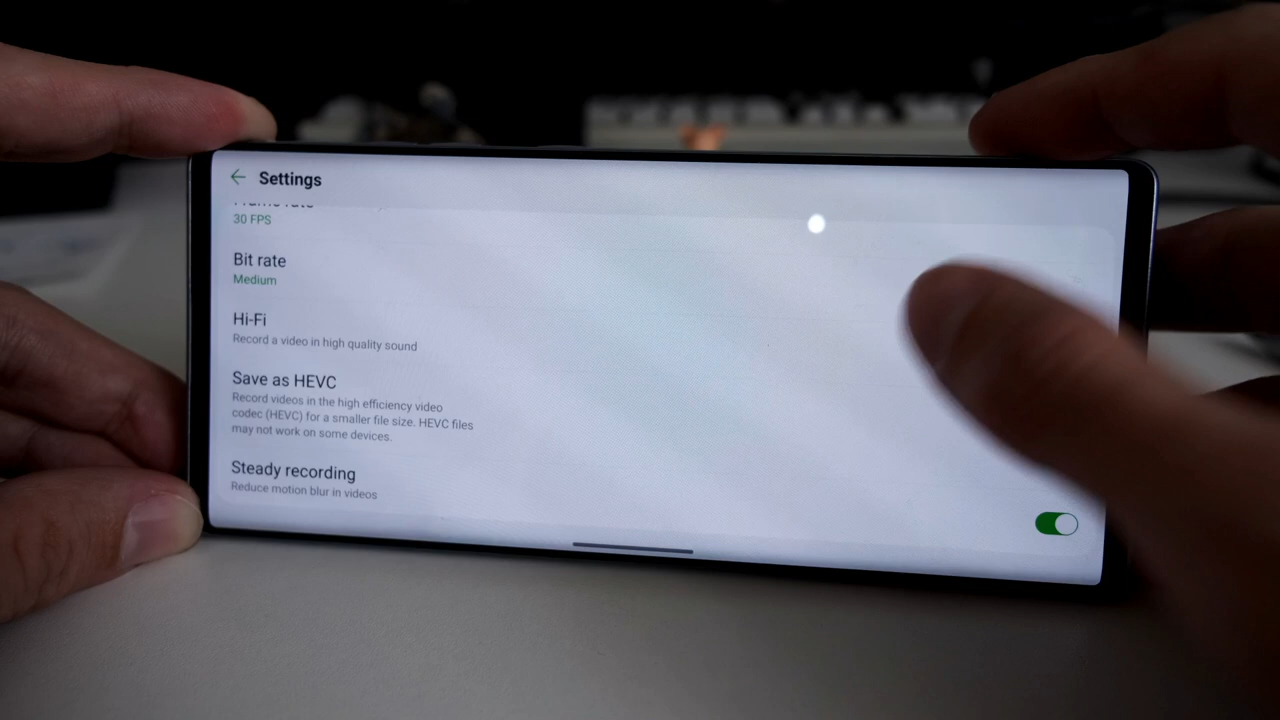 Settings
Frame rate
30 FPS
Bit rate
Medium
Hi-Fi
Record a video in high quality sound
Save as HEVC
Record videos in the high efficiency video
codec (HEVC) for a smaller file size. HEVC files
may not work on some devices.
Steady recording
Reduce motion blur in videos